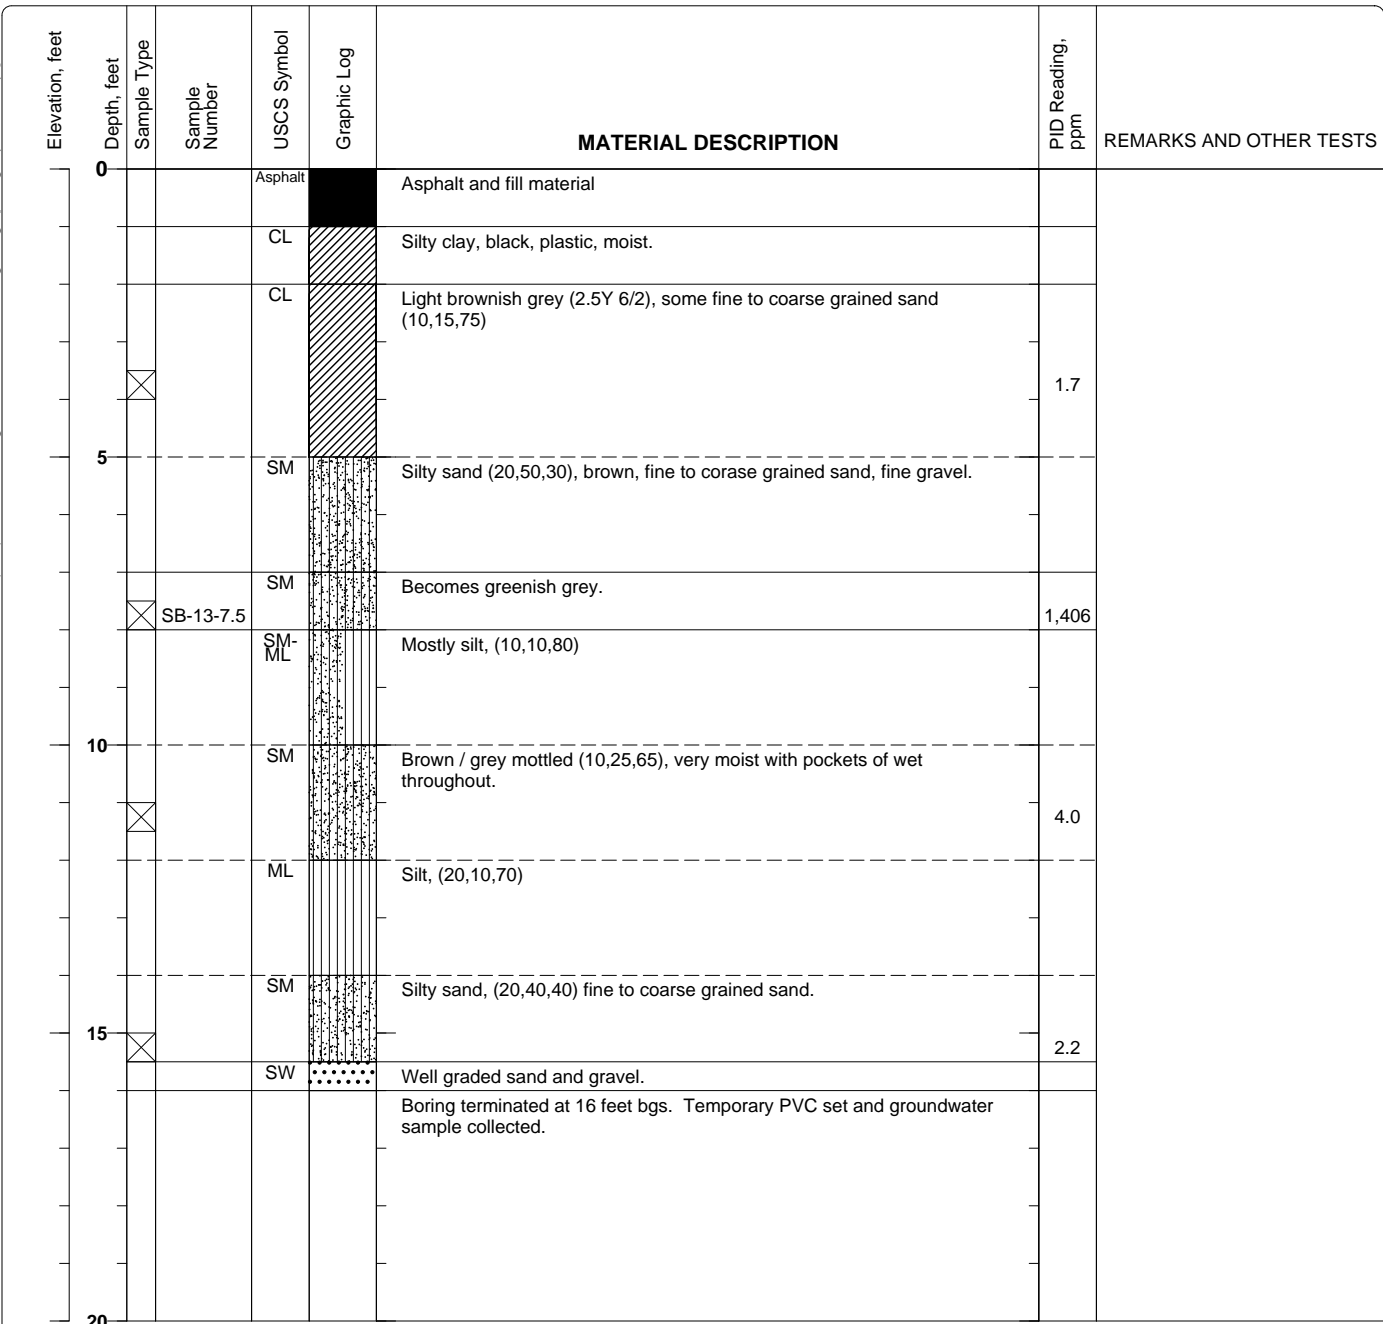 Elevation, feet
Depth, feet
Sample Type
Sample
Number
USCS Symbol
Graphic Log
MATERIAL DESCRIPTION
PID Reading,
ppm
REMARKS AND OTHER TESTS
0
Asphalt
Asphalt and fill material
CL
Silty clay, black, plastic, moist.
CL
Light brownish grey (2.5Y 6/2), some fine to coarse grained sand
(10,15,75)
1.7
5
SM
Silty sand (20,50,30), brown, fine to corase grained sand, fine gravel.
SM
Becomes greenish grey.
SB-13-7.5
1,406
SM-
ML
Mostly silt, (10,10,80)
10
SM
Brown / grey mottled (10,25,65), very moist with pockets of wet
throughout.
4.0
ML
Silt, (20,10,70)
SM
Silty sand, (20,40,40) fine to coarse grained sand.
15
2.2
SW
Well graded sand and gravel.
Boring terminated at 16 feet bgs.  Temporary PVC set and groundwater
sample collected.
20